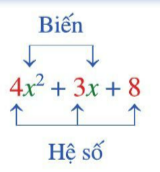 Biến
4x² + 3x + 8
Hệ số